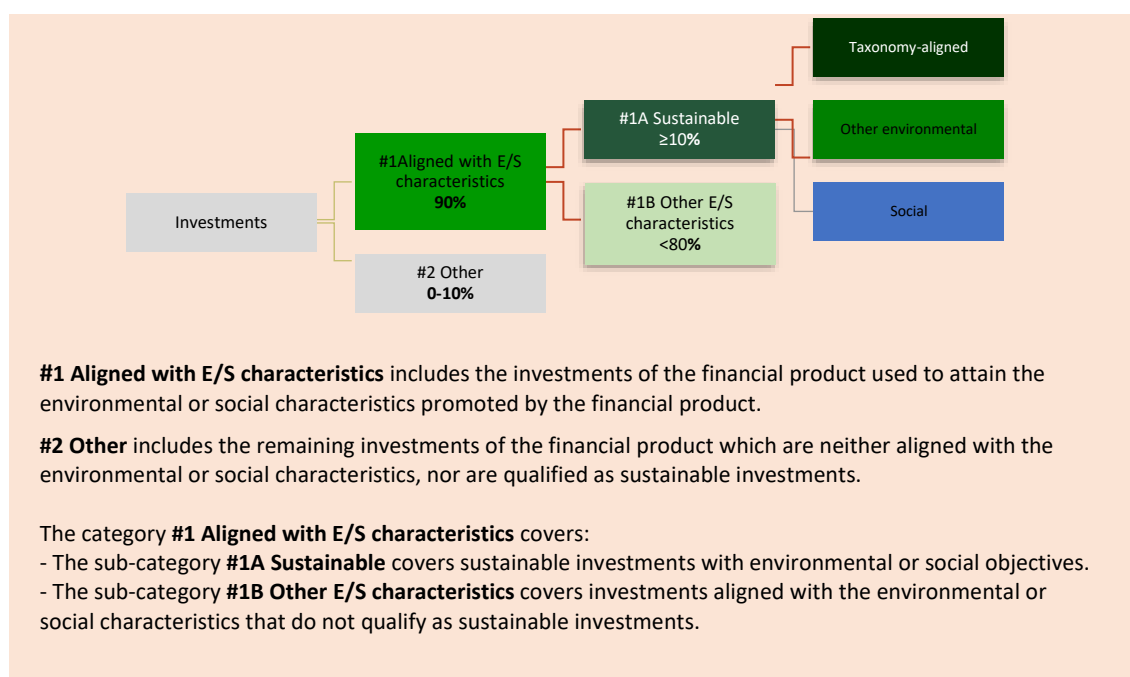 Taxonomy-aligned
#1A Sustainable
≥10%
Other environmental
#1Aligned with E/S
characteristics
90%
#1B Other E/S
characteristics
<80%
Social
Investments
#2 Other
0-10%
#1 Aligned with E/S characteristics includes the investments of the financial product used to attain the
environmental or social characteristics promoted by the financial product.
#2 Other includes the remaining investments of the financial product which are neither aligned with the
environmental or social characteristics, nor are qualified as sustainable investments.
The category #1 Aligned with E/S characteristics covers:
- The sub-category #1A Sustainable covers sustainable investments with environmental or social objectives.
- The sub-category #1B Other E/S characteristics covers investments aligned with the environmental or
social characteristics that do not qualify as sustainable investments.